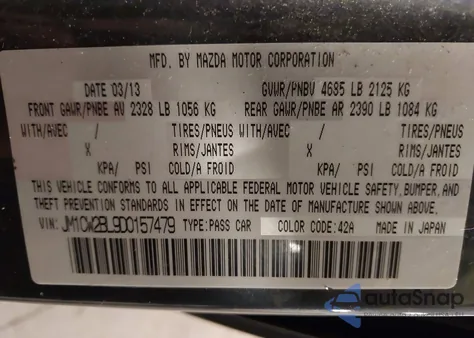 MFD. BY MAZDA MOTOR CORPORATION
DATE 03/13 GVWR/PNBV 4685 LB 2125 KG
FRONT GAWR/PNBE AV 2328 LB 1056 KG REAR GAWR/PNBE AR 2390 LB 1084 KG
WITH/AVEC / TIRES/PNEUS WITH/AVEC / TIRES/PNEUS
X RIMS/JANTES X RIMS/JANTES
KPA/ PSI COLD/A FROID KPA/ PSI COLD/A FROID
THIS VEHICLE CONFORMS TO ALL APPLICABLE FEDERAL MOTOR VEHICLE SAFETY, BUMPER, AND
THEFT PREVENTION STANDARDS IN EFFECT ON THE DATE OF MANUFACTURE SHOWN ABOVE.
VIN: JM1CW2BL9D0157479 TYPE:PASS CAR COLOR CODE:42A MADE IN JAPAN
autoSnap